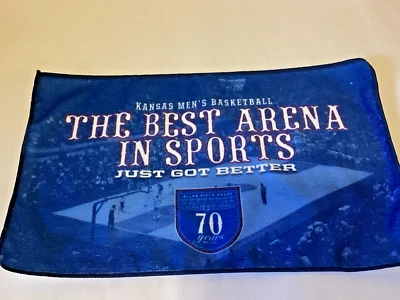 KANSAS MEN'S BASKETBALL
THE BEST ARENA
IN SPORTS
JUST GOT BETTER
70
years